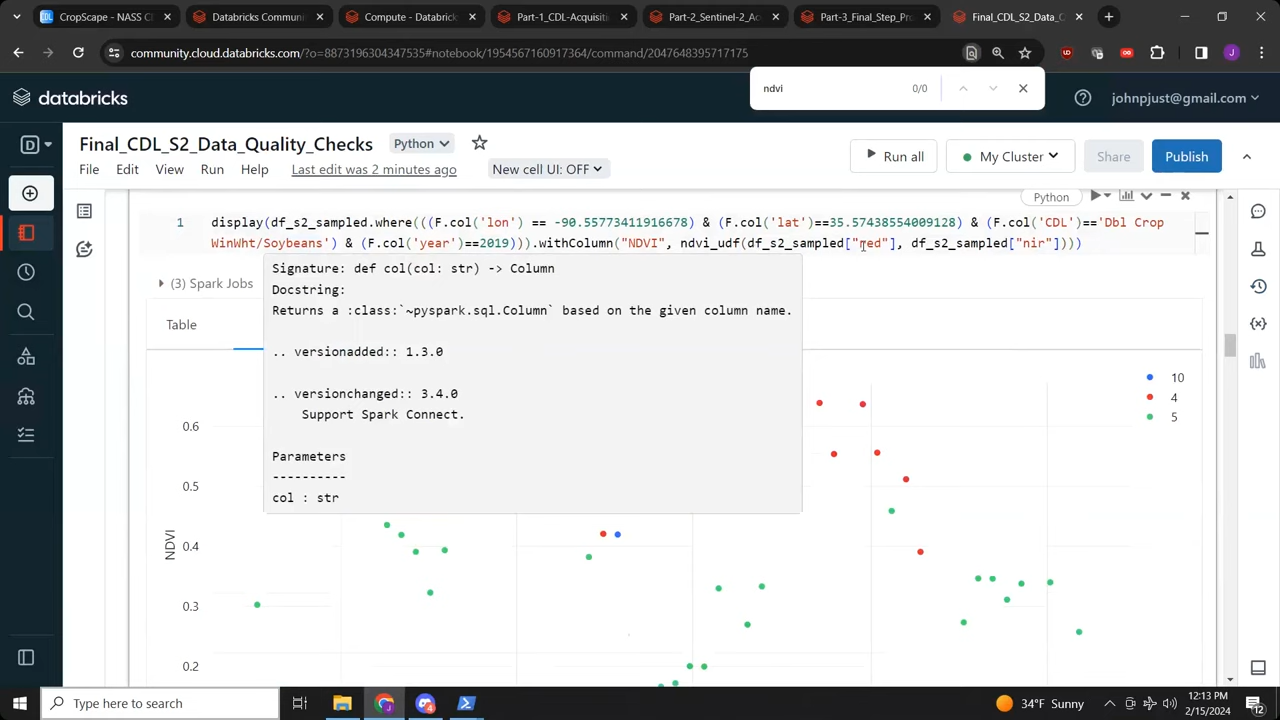 CropScape - NASS C
Databricks Communi
Compute - Databric
Part-1_CDL-Acquisit
Part-2_Sentinel-2_Ac
Part-3_Final_Step_Pr
Final_CDL_S2_Data_C
community.cloud.databricks.com/?o=8873196304347535#notebook/1954567160917364/command/2047648395717175
J
ndvi
0/0
databricks
johnpjust@gmail.com
D
Final_CDL_S2_Data_Quality_Checks
Python
Run all
My Cluster
Share
Publish
File
Edit
View
Run
Help
Last edit was 2 minutes ago
New cell UI: OFF
Python
1
display(df_s2_sampled.where(((F.col('lon') == -90.55773411916678) & (F.col('lat')==35.57438554009128) & (F.col('CDL')=='Dbl Crop
WinWht/Soybeans') & (F.col('year')==2019))).withColumn("NDVI", ndvi_udf(df_s2_sampled["red"], df_s2_sampled["nir"])))
Signature: def col(col: str) -> Column
Docstring:
Returns a :class:`~pyspark.sql.Column` based on the given column name.
.. versionadded:: 1.3.0
.. versionchanged:: 3.4.0
Support Spark Connect.
Parameters
----------
col : str
(3) Spark Jobs
Table
10
4
5
0.6
0.5
0.4
0.3
0.2
NDVI
Type here to search
34°F Sunny
12:13 PM
2/15/2024
12